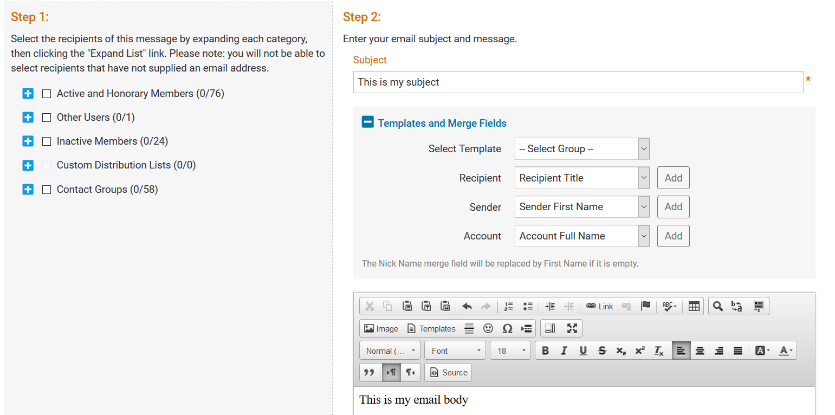 Step 1:
Select the recipients of this message by expanding each category,
then clicking the "Expand List" link. Please note: you will not be able to
select recipients that have not supplied an email address.
Active and Honorary Members (0/76)
Other Users (0/1)
Inactive Members (0/24)
Custom Distribution Lists (0/0)
Contact Groups (0/58)
Step 2:
Enter your email subject and message.
Subject
This is my subject *
Templates and Merge Fields
Select Template -- Select Group --
Recipient Recipient Title Add
Sender Sender First Name Add
Account Account Full Name Add
The Nick Name merge field will be replaced by First Name if it is empty.
Link ABC
Image Templates Ω
Normal (... Font 18 B I U S x₂ x² Tx A A
Source
This is my email body